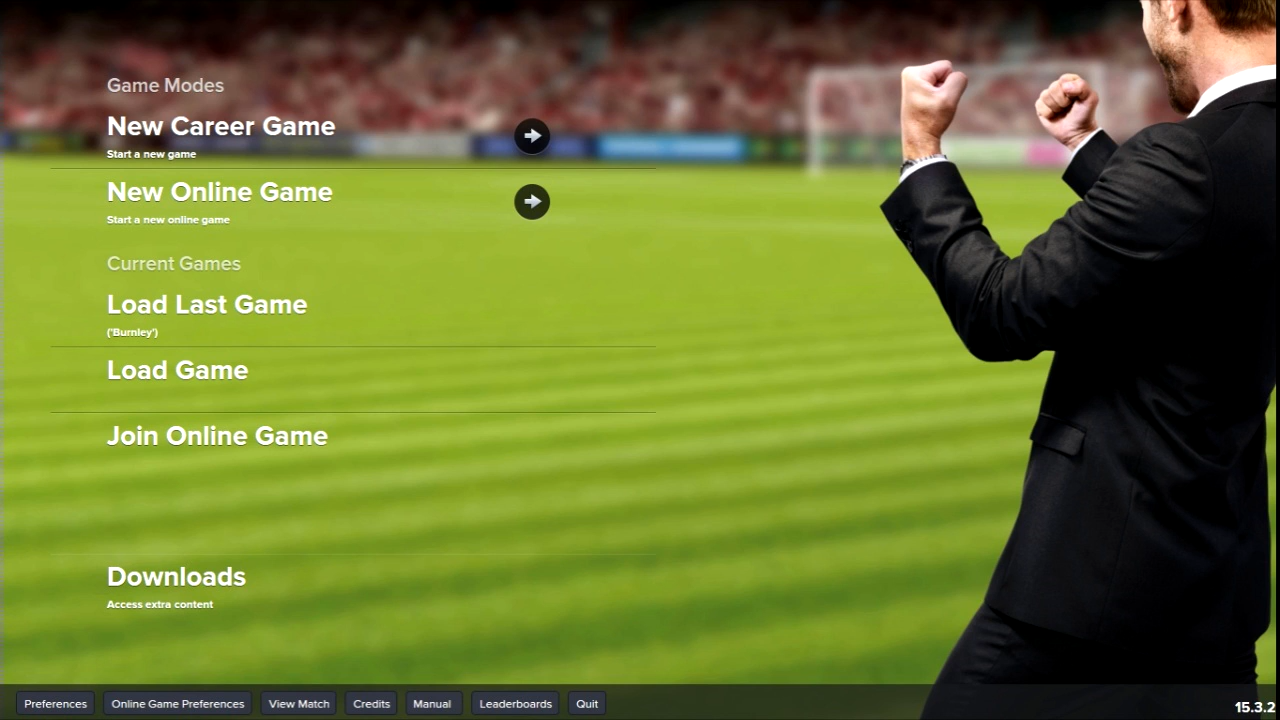 Game Modes
New Career Game
Start a new game
New Online Game
Start a new online game
Current Games
Load Last Game
('Burnley')
Load Game
Join Online Game
Downloads
Access extra content
Preferences
Online Game Preferences
View Match
Credits
Manual
Leaderboards
Quit
15.3.2